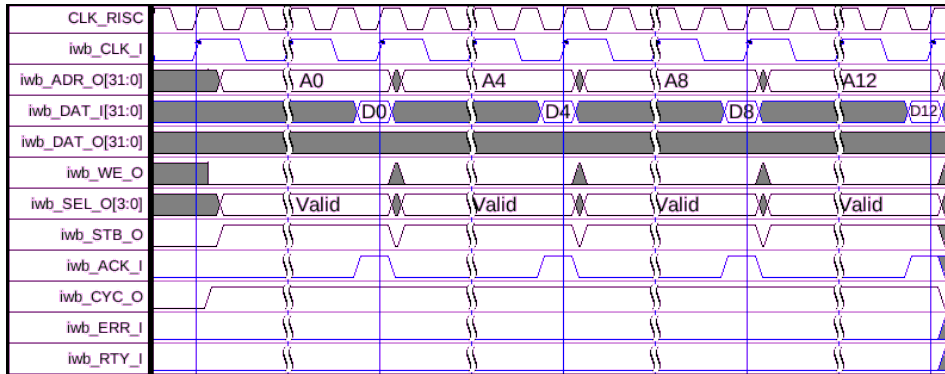 CLK_RISC
iwb_CLK_I
iwb_ADR_O[31:0] A0 A4 A8 A12
iwb_DAT_I[31:0] D0 D4 D8 D12
iwb_DAT_O[31:0]
iwb_WE_O
iwb_SEL_O[3:0] Valid Valid Valid Valid
iwb_STB_O
iwb_ACK_I
iwb_CYC_O
iwb_ERR_I
iwb_RTY_I